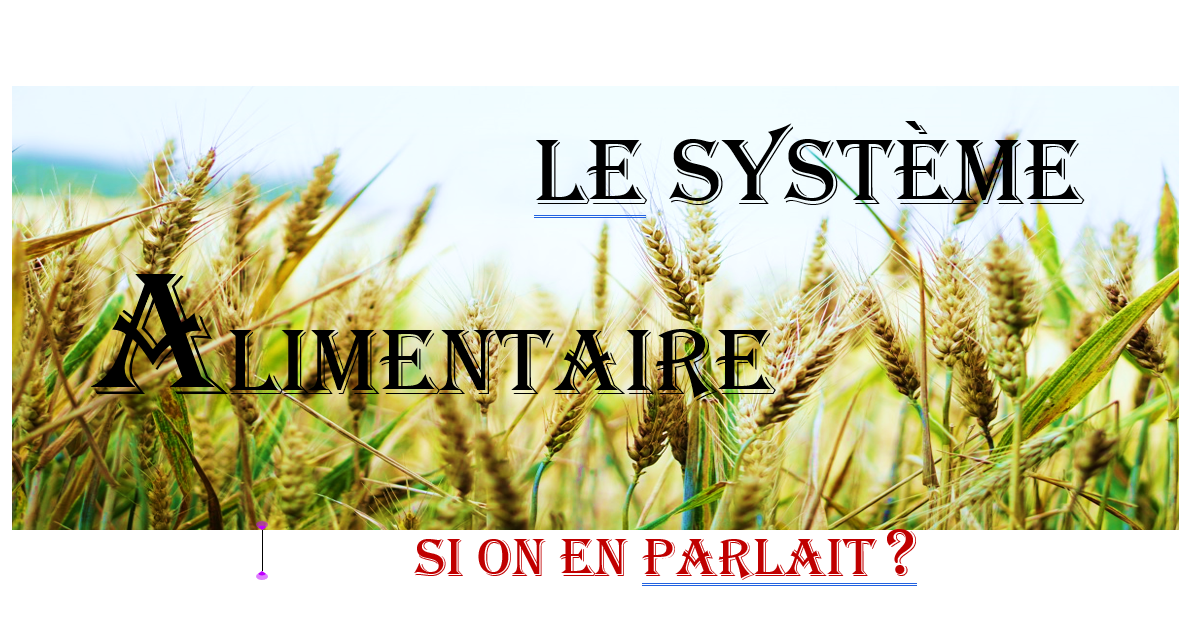 LE SYSTÈME
ALIMENTAIRE
SI ON EN PARLAIT ?